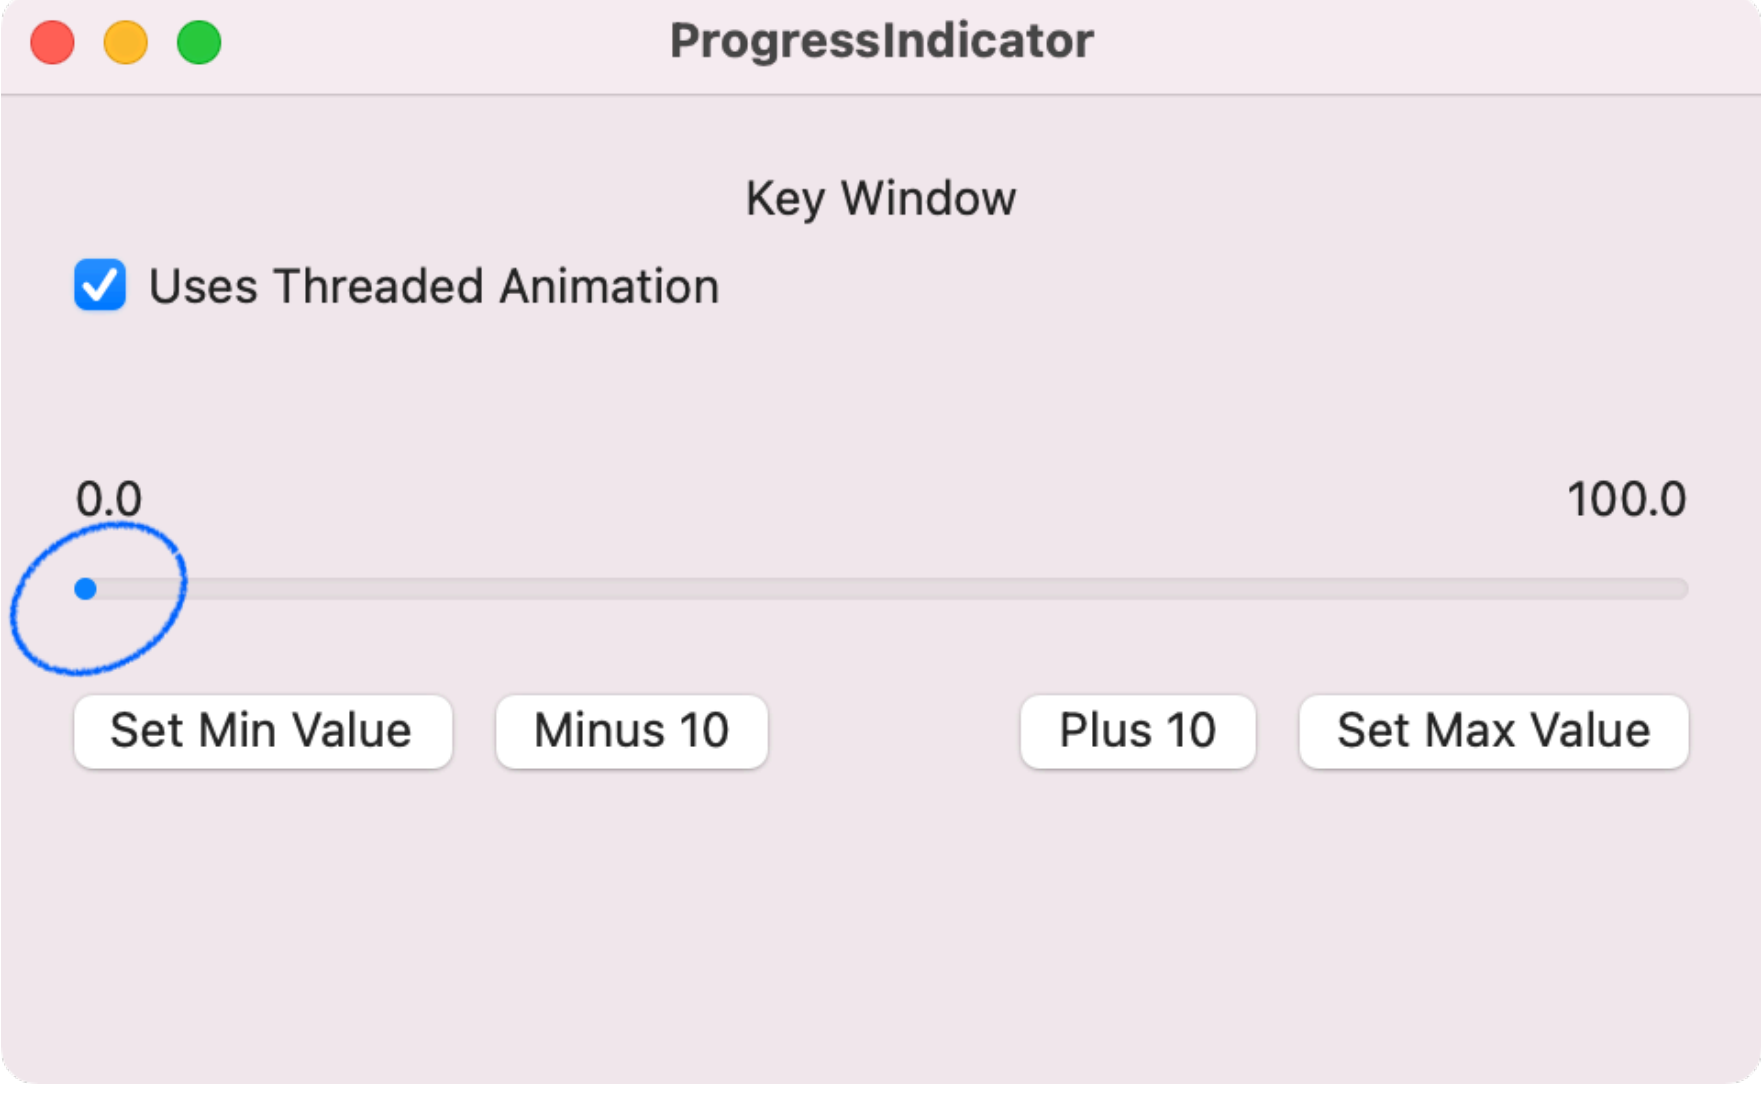 ProgressIndicator
Key Window
Uses Threaded Animation
0.0 100.0
Set Min Value Minus 10 Plus 10 Set Max Value